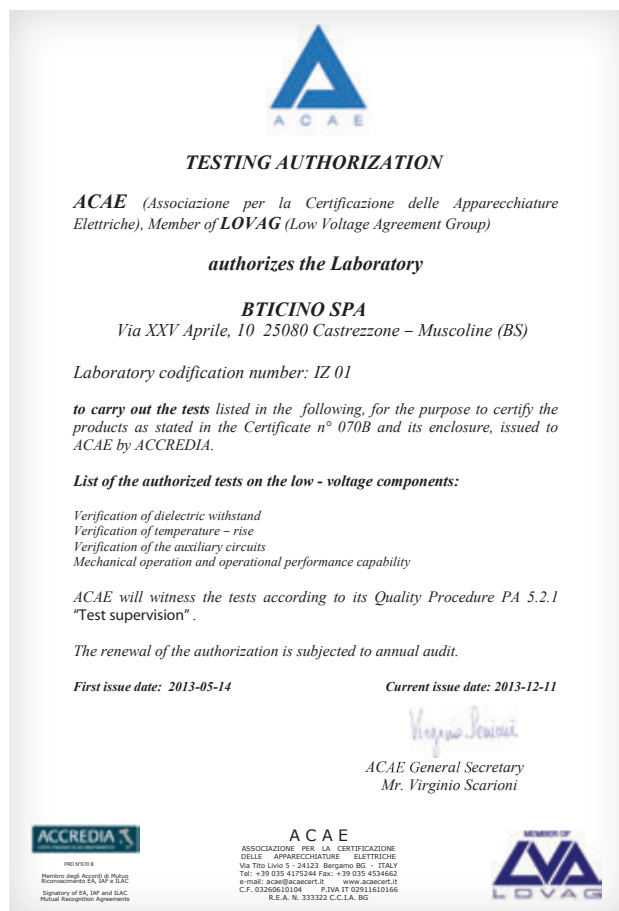 A C A E
TESTING AUTHORIZATION
ACAE (Associazione per la Certificazione delle Apparecchiature
Elettriche), Member of LOVAG (Low Voltage Agreement Group)
authorizes the Laboratory
BTICINO SPA
Via XXV Aprile, 10 25080 Castrezzone – Muscoline (BS)
Laboratory codification number: IZ 01
to carry out the tests listed in the following, for the purpose to certify the
products as stated in the Certificate n° 070B and its enclosure, issued to
ACAE by ACCREDIA.
List of the authorized tests on the low - voltage components:
Verification of dielectric withstand
Verification of temperature – rise
Verification of the auxiliary circuits
Mechanical operation and operational performance capability
ACAE will witness the tests according to its Quality Procedure PA 5.2.1
“Test supervision” .
The renewal of the authorization is subjected to annual audit.
First issue date: 2013-05-14 Current issue date: 2013-12-11
ACAE General Secretary
Mr. Virginio Scarioni
ACCREDIA
PRD N°070 B
Membro degli Accordi di Mutuo
Riconoscimento EA, IAF e ILAC
Signatory of EA, IAF and ILAC
Mutual Recognition Agreements
A C A E
ASSOCIAZIONE PER LA CERTIFICAZIONE
DELLE APPARECCHIATURE ELETTRICHE
Via Tito Livio 5 - 24123 Bergamo BG - ITALY
Tel: +39 035 4175244 Fax: +39 035 4534662
e-mail: acae@acaecert.it www.acaecert.it
C.F. 03260610104 P.IVA IT 02911610166
R.E.A. N. 333322 C.C.I.A. BG
MEMBER OF
LOVAG